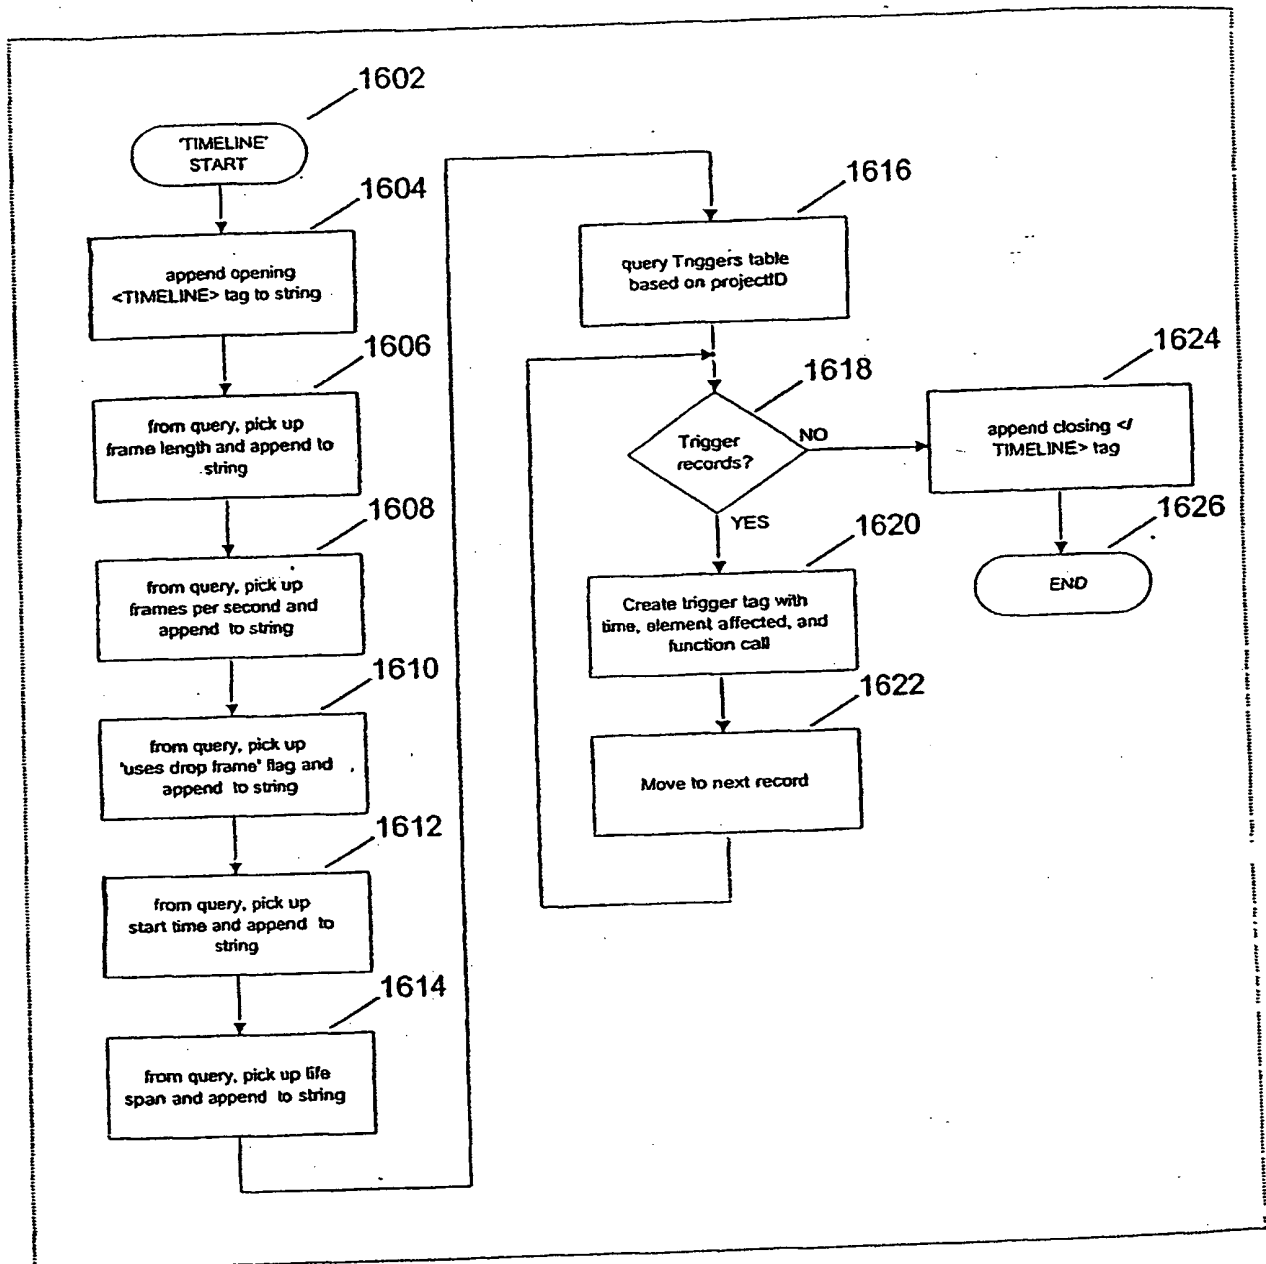 1602
'TIMELINE'
START
1604
append opening
<TIMELINE> tag to string
1606
from query, pick up
frame length and append to
string
1608
from query, pick up
frames per second and
append to string
1610
from query, pick up
'uses drop frame' flag and
append to string
1612
from query, pick up
start time and append to
string
1614
from query, pick up life
span and append to string
1616
query Triggers table
based on projectID
1618
Trigger
records?
NO
YES
1620
Create trigger tag with
time, element affected, and
function call
1622
Move to next record
1624
append closing </
TIMELINE> tag
1626
END